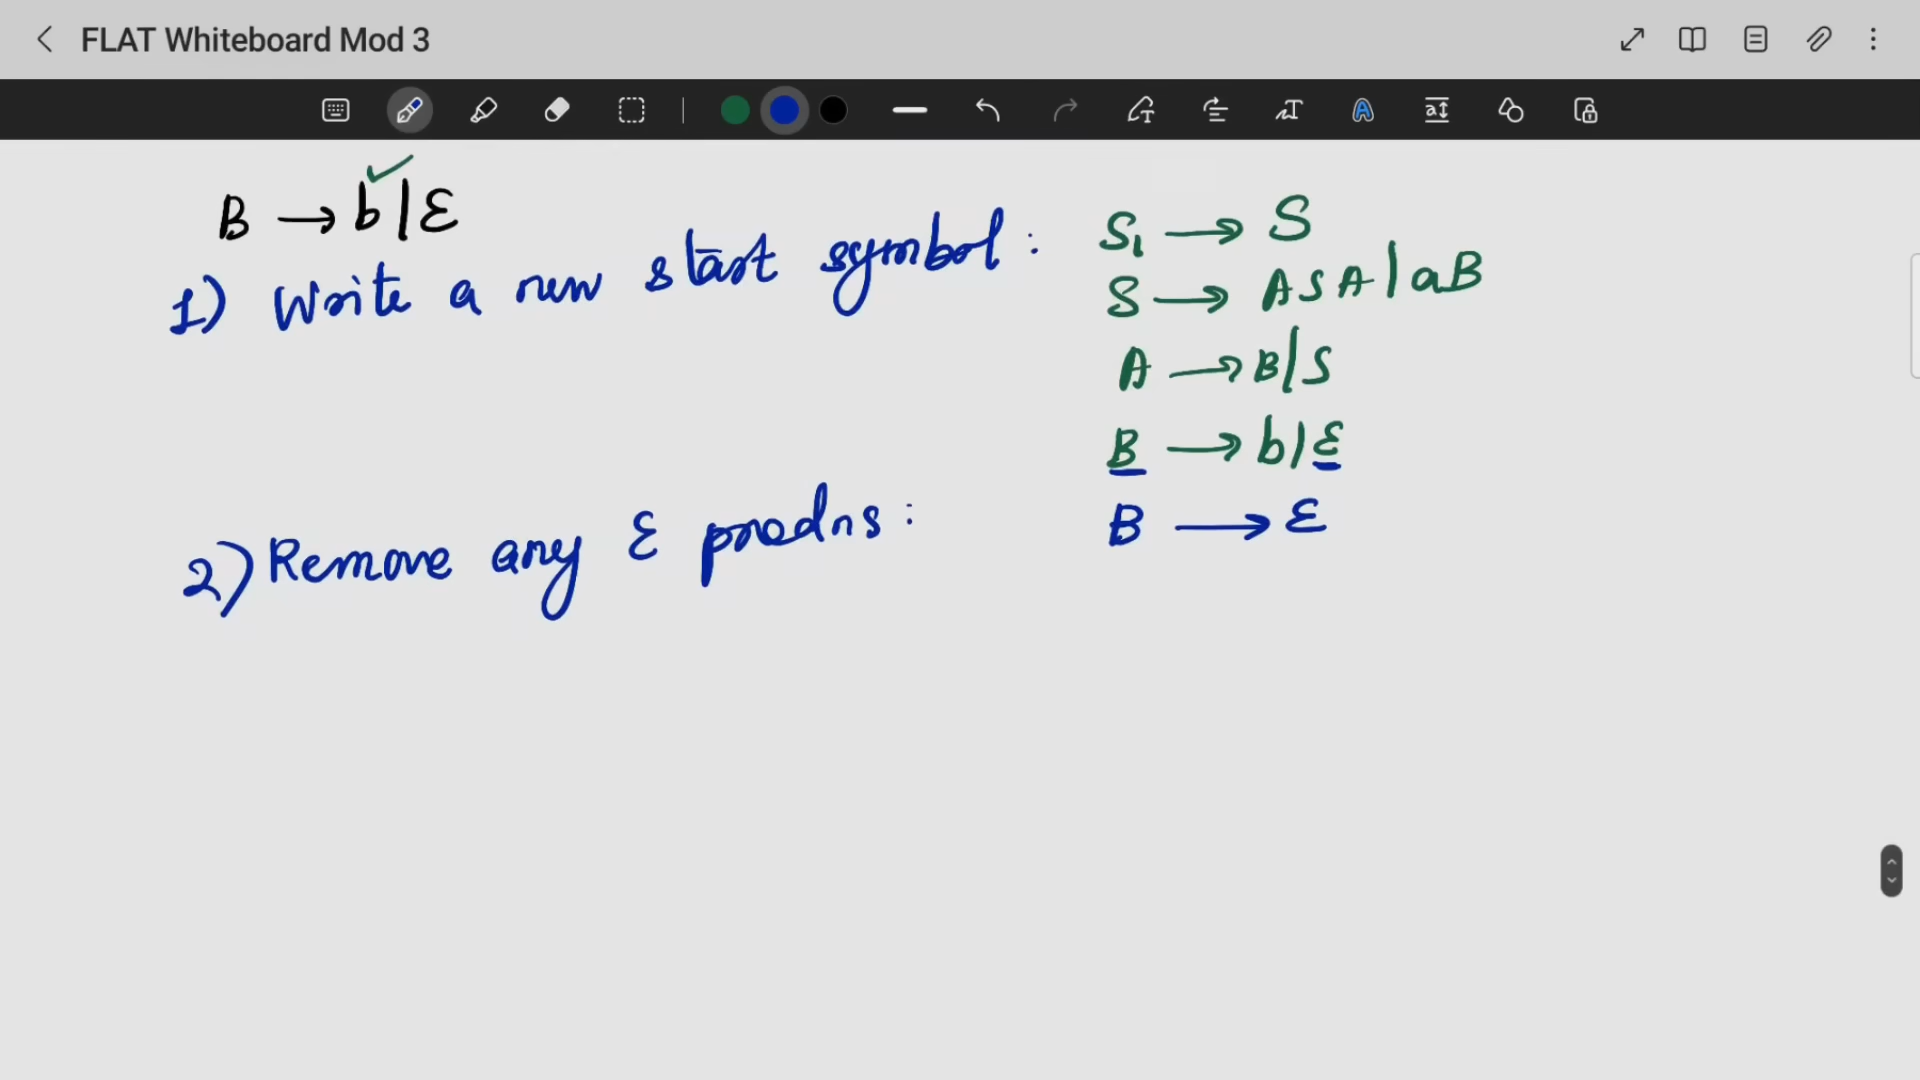 FLAT Whiteboard Mod 3
B → b|ε
1) Write a new start symbol :
S₁ → S
S → ASA|aB
A → B|S
B → b|ε
2) Remove any ε prodns :
B → ε